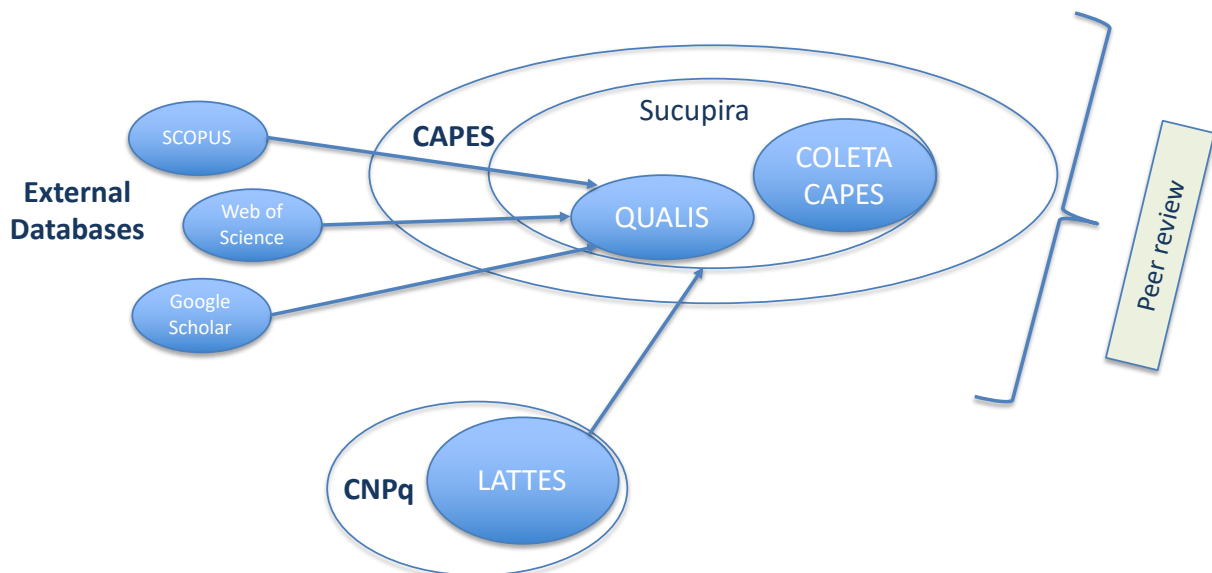 External
Databases
SCOPUS
Web of
Science
Google
Scholar
CAPES
Sucupira
QUALIS
COLETA
CAPES
CNPq
LATTES
Peer review